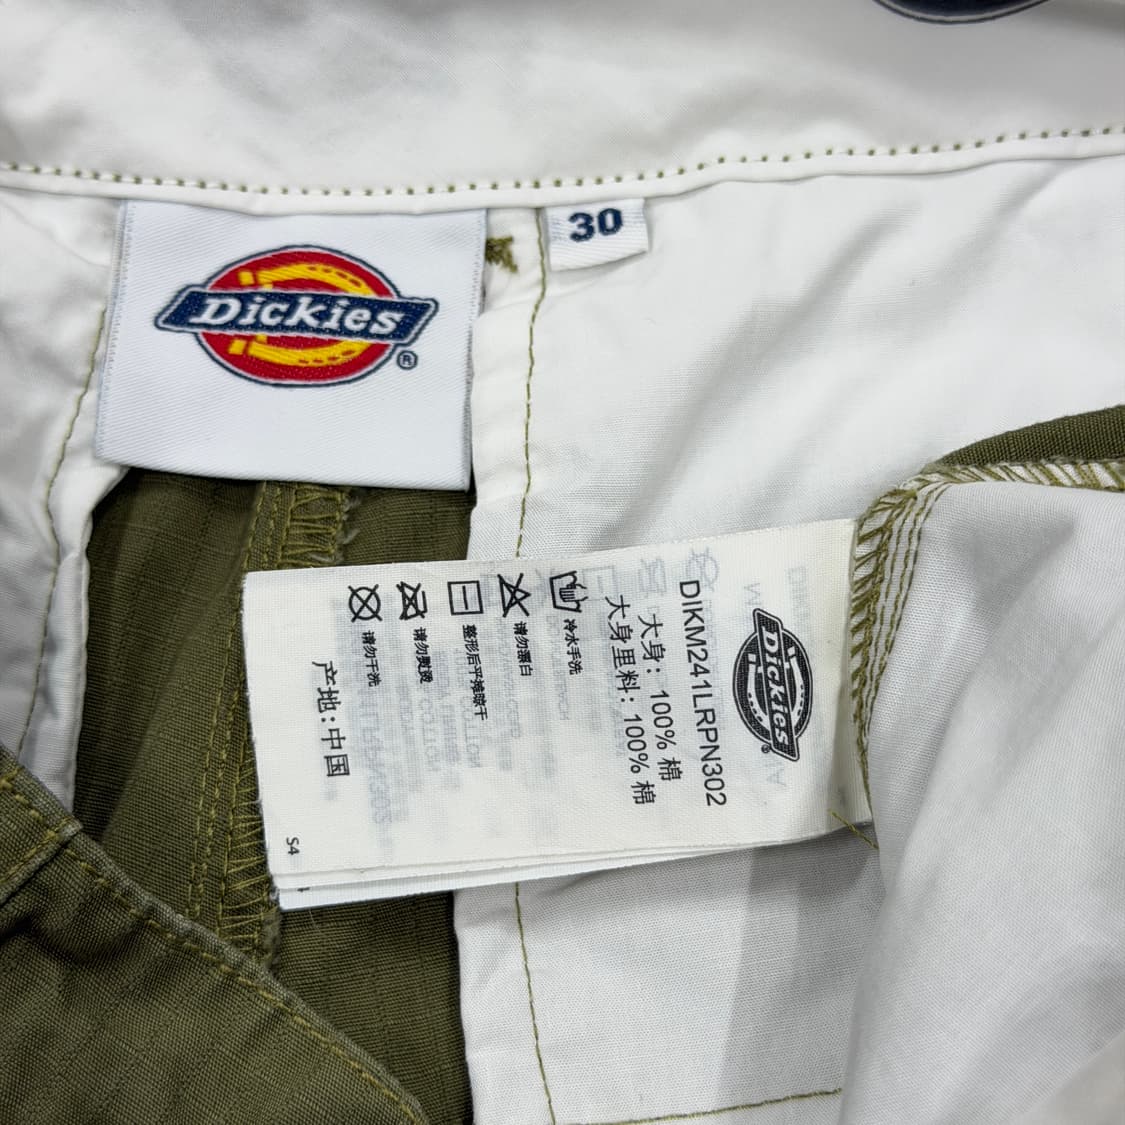 Dickies
®
30
Dickies
®
DIKM241LRPN302
大身：100% 棉
大身里料：100% 棉
冷水手洗
请勿漂白
整形后平摊晾干
请勿熨烫
请勿干洗
产地：中国
S4